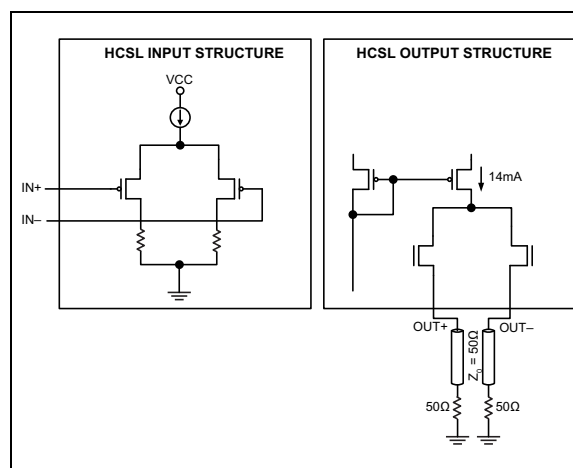 HCSL INPUT STRUCTURE
VCC
IN+
IN–
HCSL OUTPUT STRUCTURE
14mA
OUT+
OUT–
Z0 = 50Ω
50Ω
50Ω